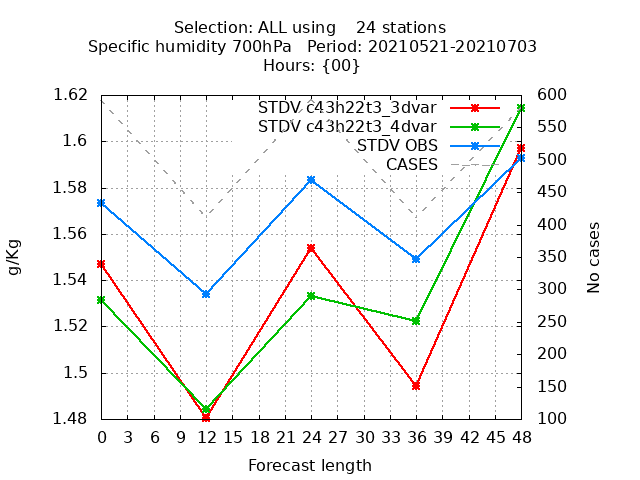 Selection: ALL using    24 stations
Specific humidity 700hPa   Period: 20210521-20210703
Hours: {00}
1.62
1.6
1.58
1.56
1.54
1.52
1.5
1.48
g/Kg
STDV c43h22t3_3dvar
STDV c43h22t3_4dvar
STDV OBS
CASES
600
550
500
450
400
350
300
250
200
150
100
No cases
0 3 6 9 12 15 18 21 24 27 30 33 36 39 42 45 48
Forecast length